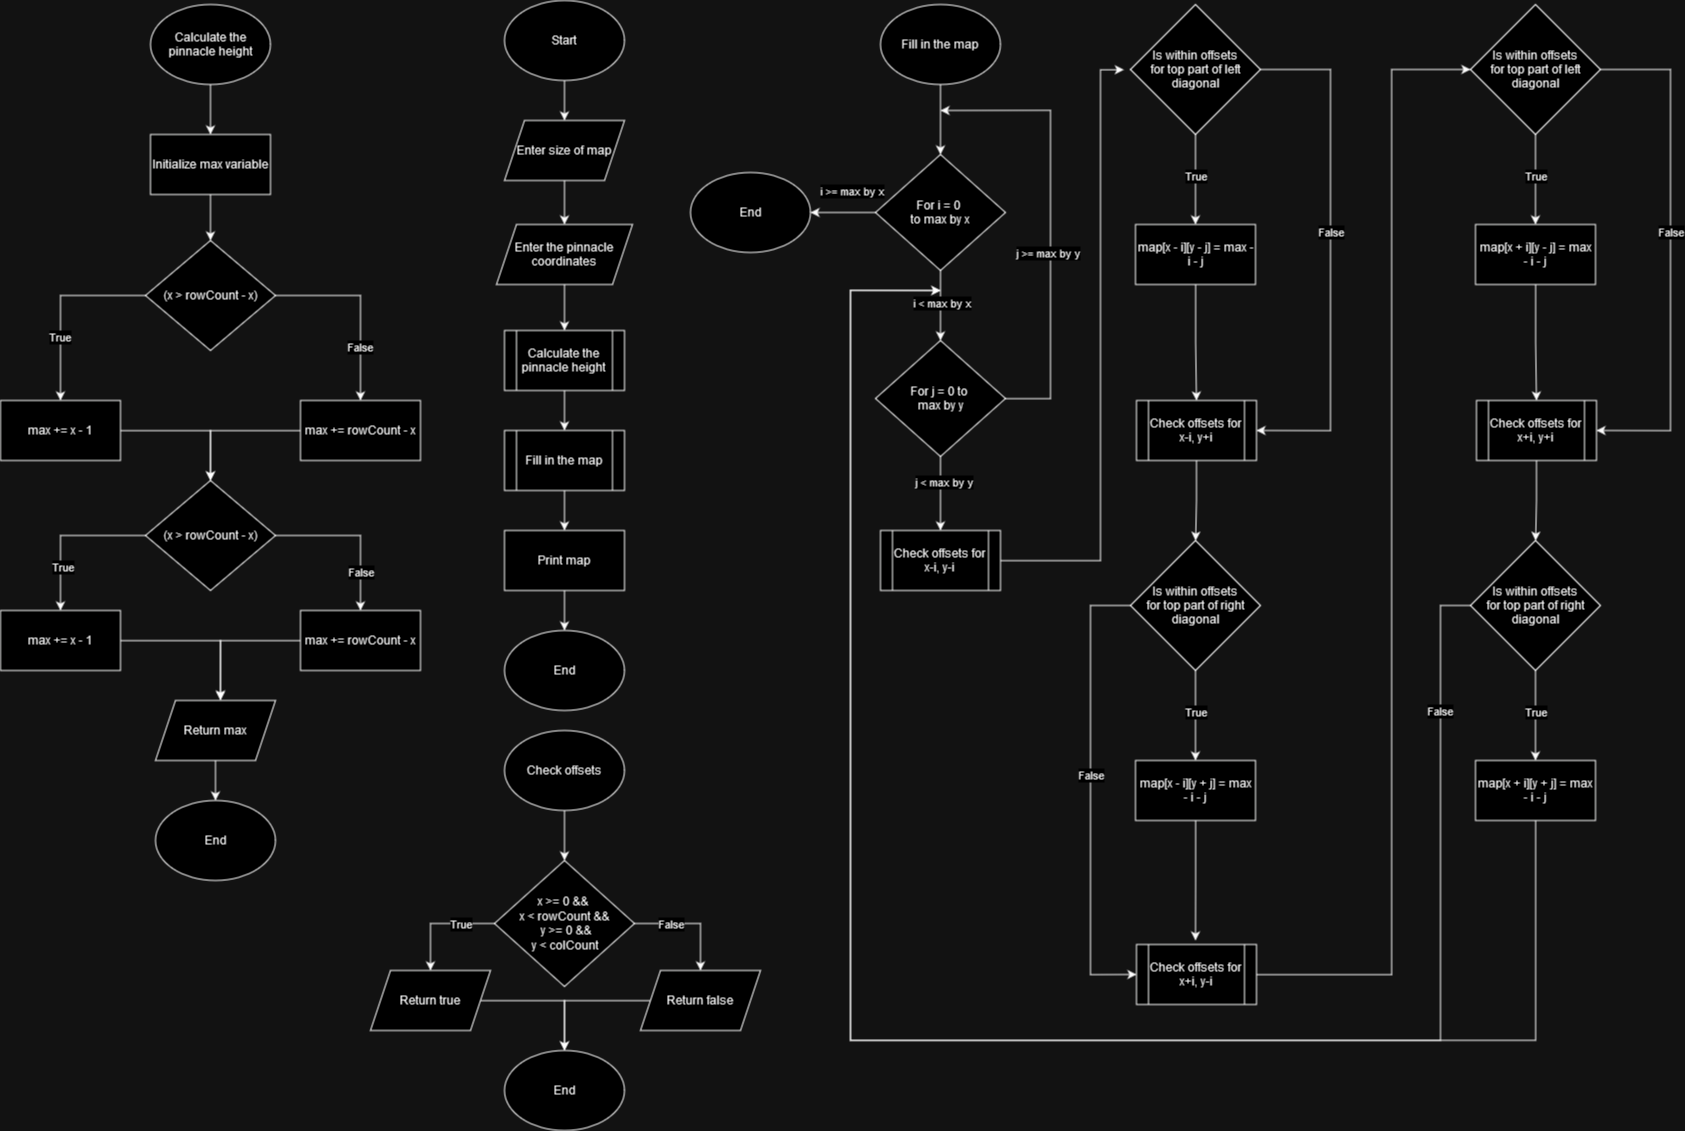 Calculate the
pinnacle height
Initialize max variable
(x > rowCount - x)
True
False
max += x - 1
max += rowCount - x
(x > rowCount - x)
True
False
max += x - 1
max += rowCount - x
Return max
End
Start
Enter size of map
Enter the pinnacle
coordinates
Calculate the
pinnacle height
Fill in the map
Print map
End
Check offsets
x >= 0 &&
x < rowCount &&
y >= 0 &&
y < colCount
True
False
Return true
Return false
End
Fill in the map
For i = 0
to max by x
i >= max by x
End
i < max by x
j >= max by y
For j = 0 to
max by y
j < max by y
Check offsets for
x-i, y-i
Is within offsets
for top part of left
diagonal
True
False
map[x - i][y - j] = max -
i - j
Check offsets for
x-i, y+i
Is within offsets
for top part of right
diagonal
True
False
map[x - i][y + j] = max
- i - j
Check offsets for
x+i, y-i
Is within offsets
for top part of left
diagonal
True
False
map[x + i][y - j] = max
- i - j
Check offsets for
x+i, y+i
Is within offsets
for top part of right
diagonal
False
True
map[x + i][y + j] = max
- i - j